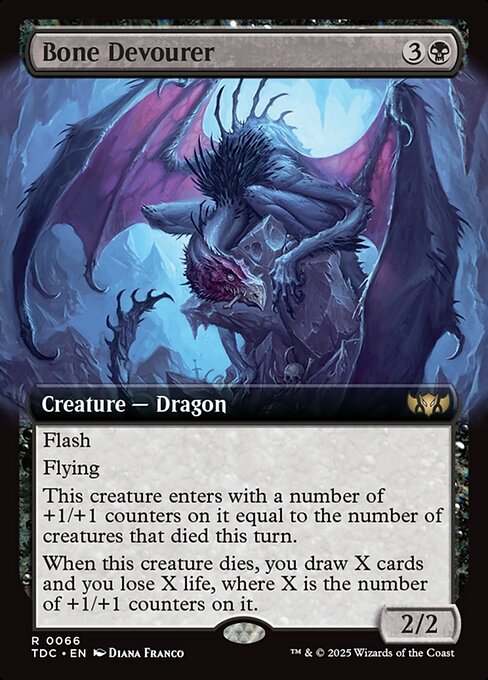 Bone Devourer 3
Creature — Dragon
Flash
Flying
This creature enters with a number of
+1/+1 counters on it equal to the number of
creatures that died this turn.
When this creature dies, you draw X cards
and you lose X life, where X is the number
of +1/+1 counters on it.
2/2
R 0066
TDC • EN Diana Franco ™ & © 2025 Wizards of the Coast